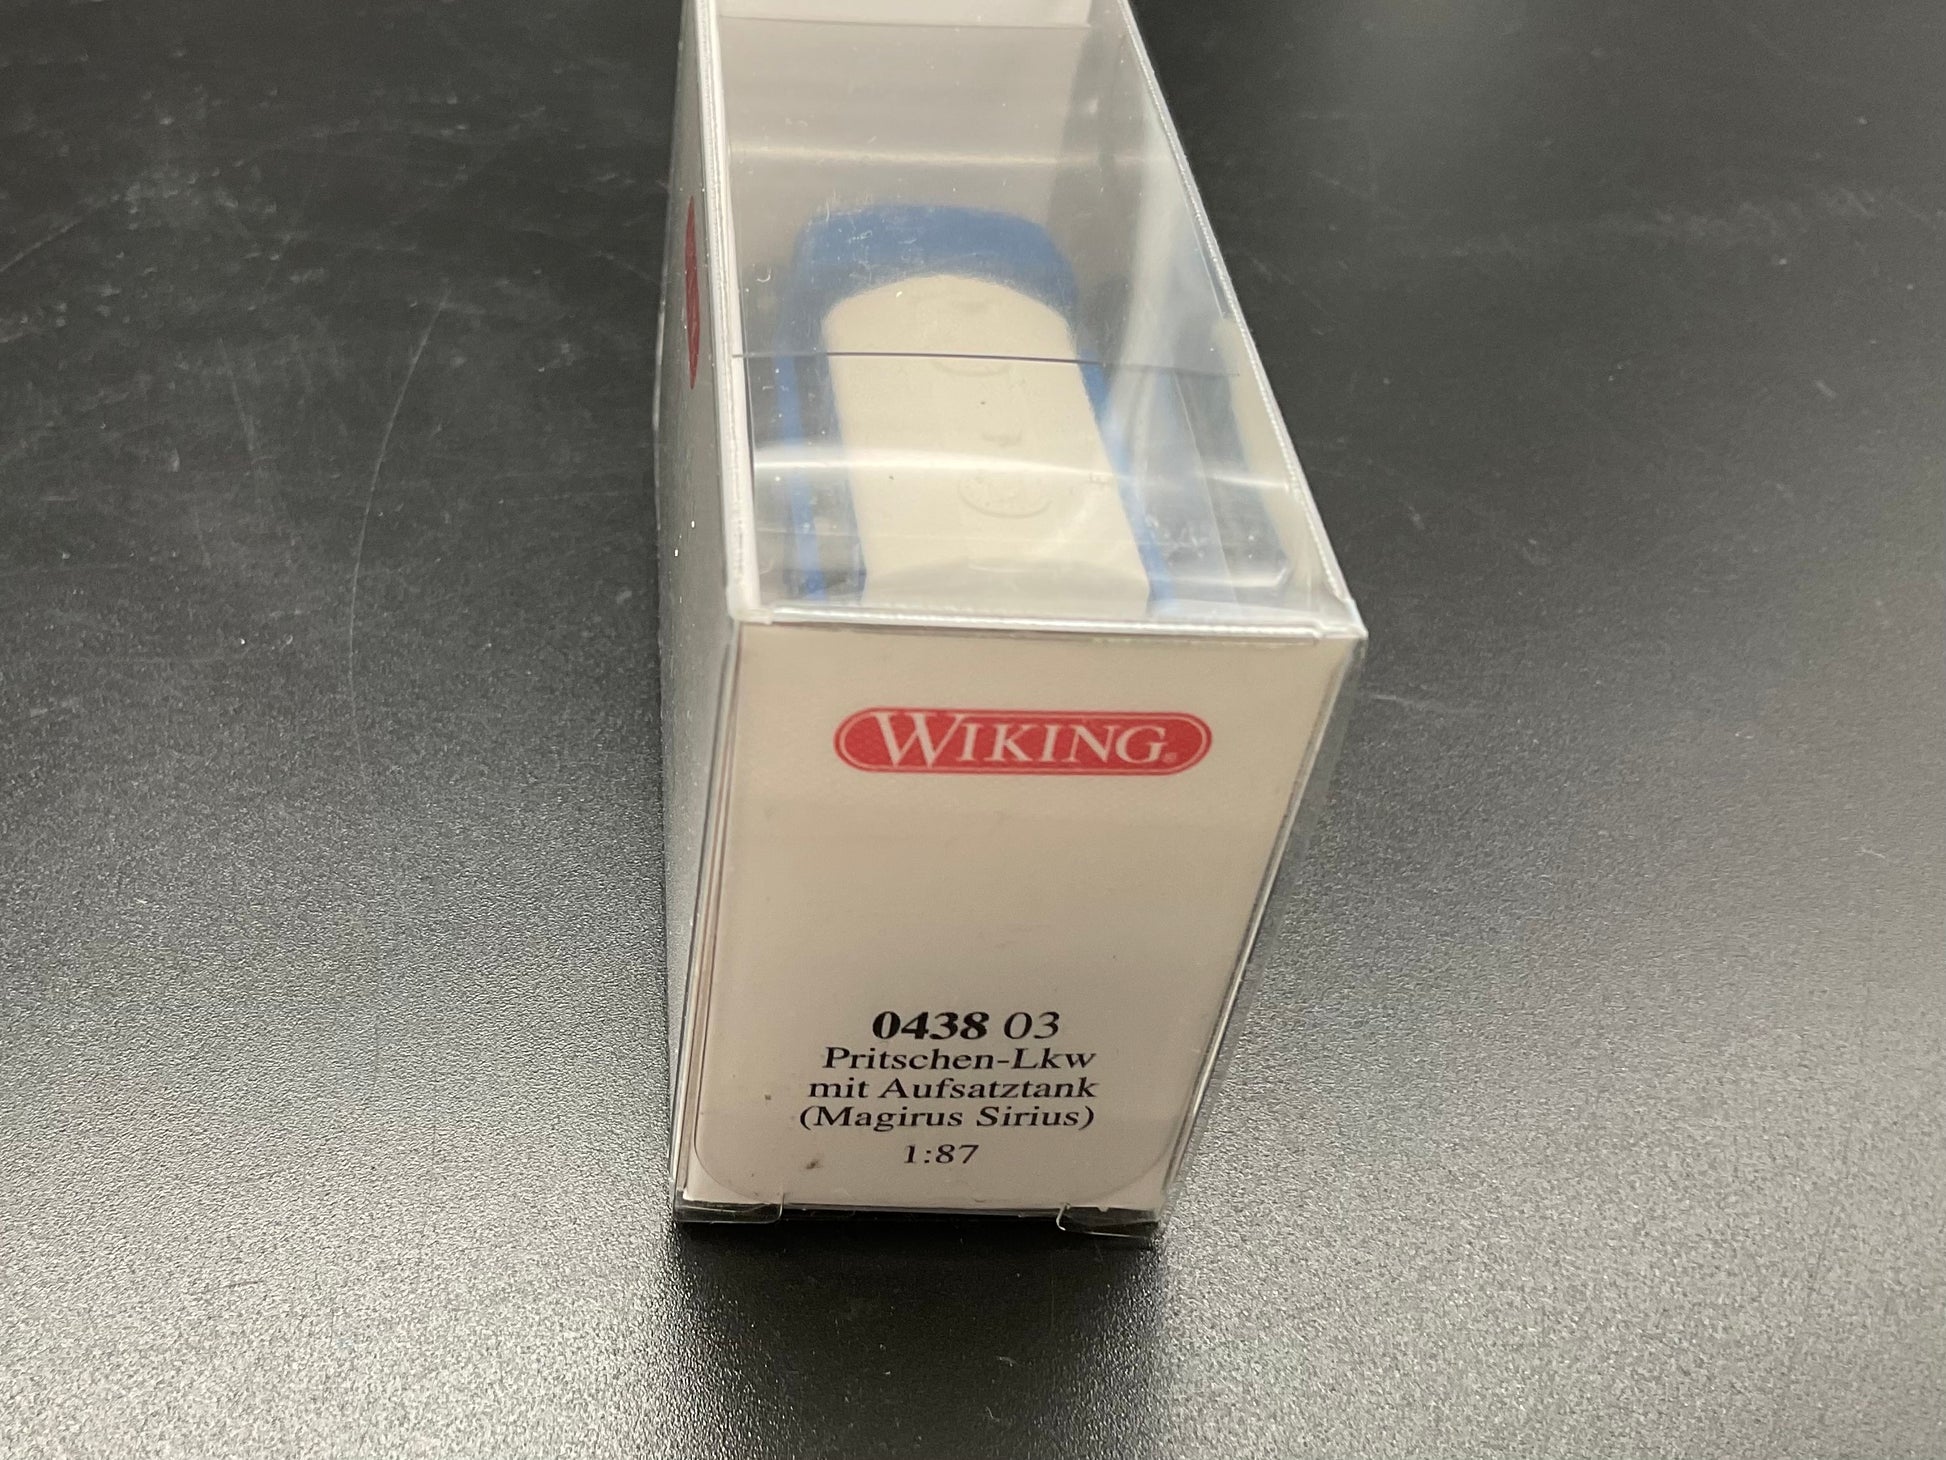 WIKING®
0438 03
Pritschen-Lkw
mit Aufsatztank
(Magirus Sirius)
1:87